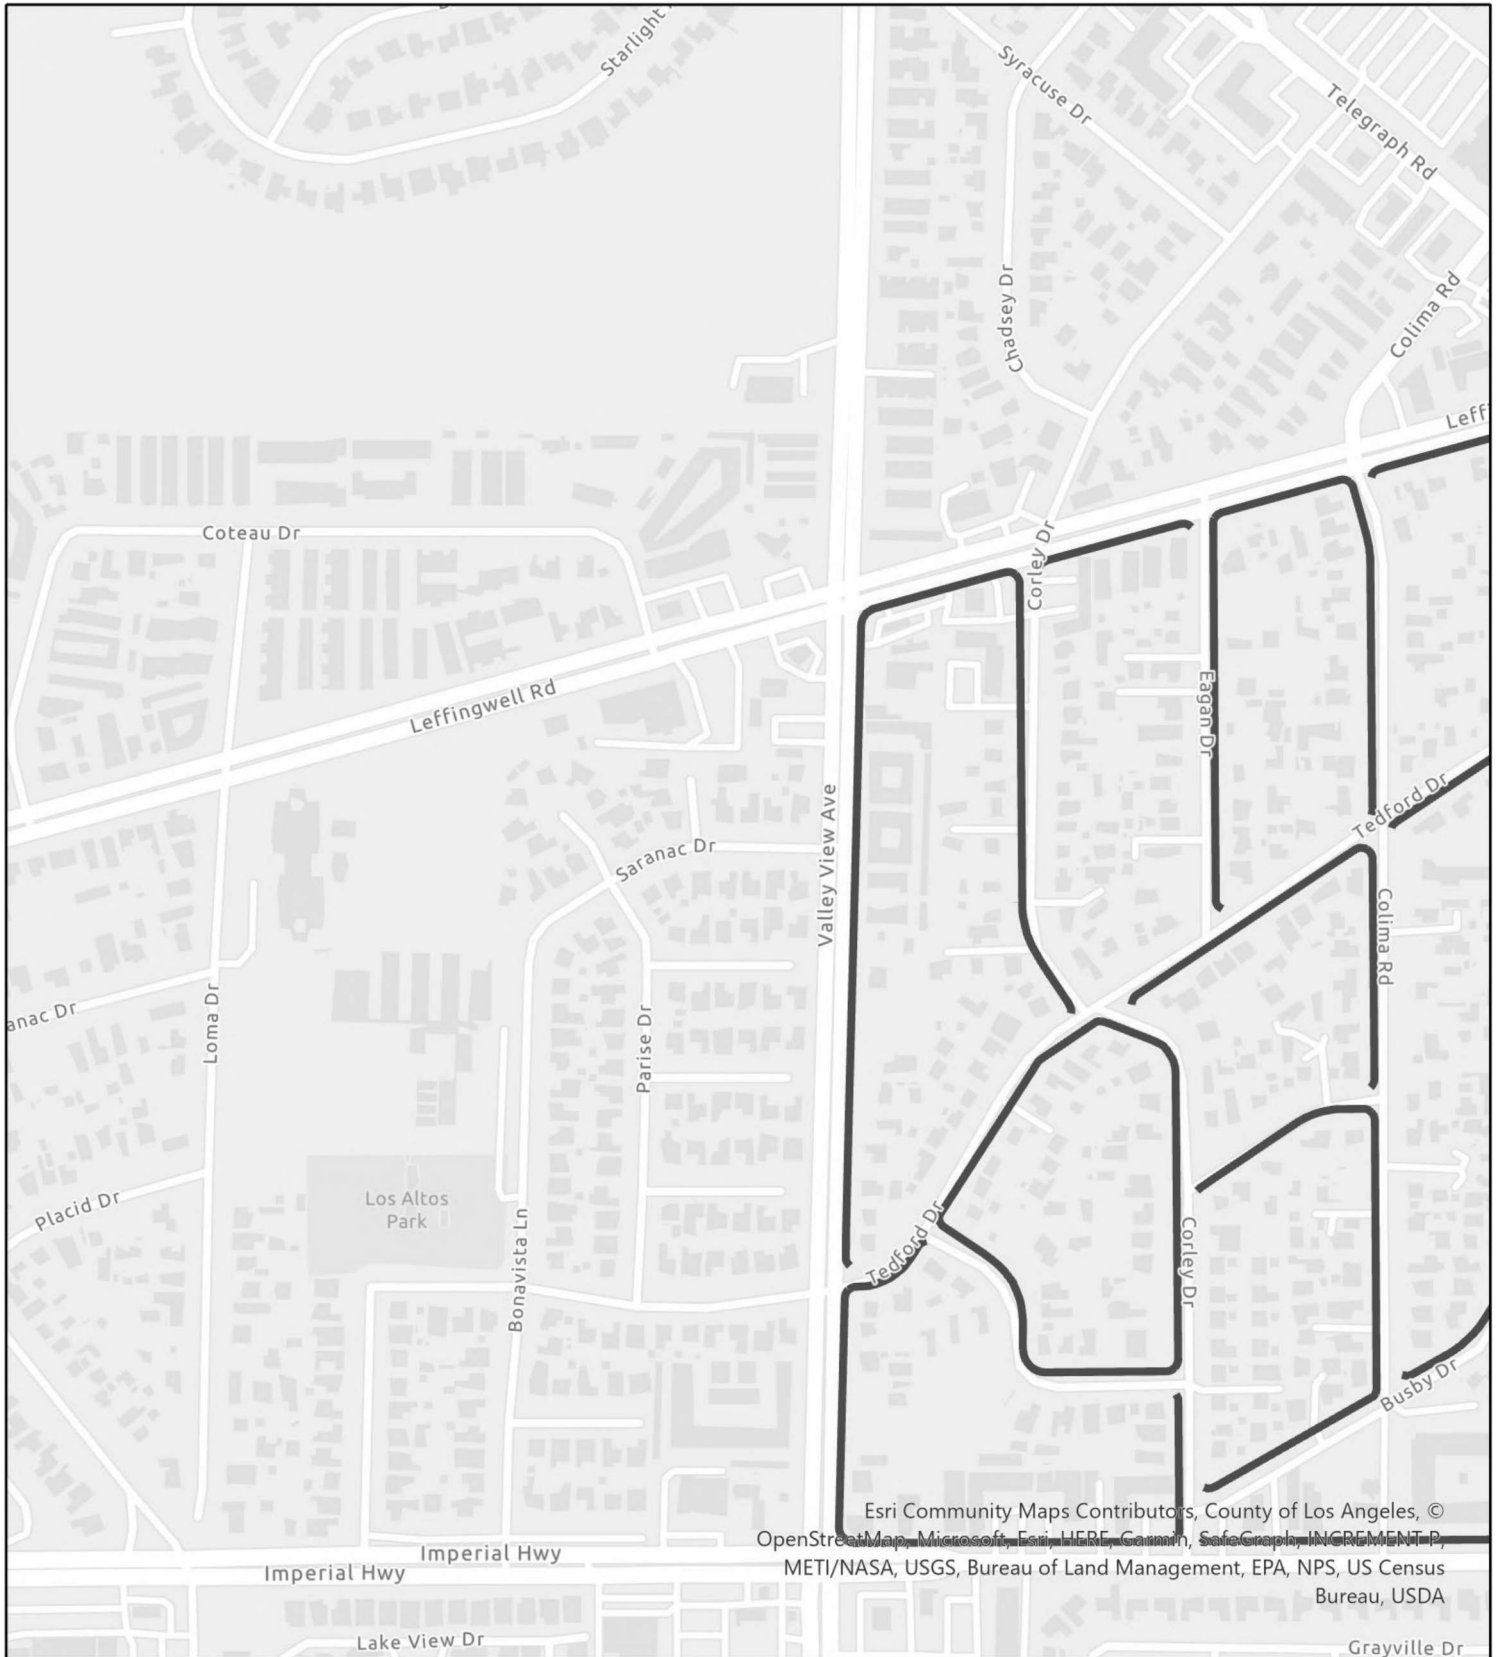 Starlight
Syracuse Dr
Telegraph Rd
Chadsey Dr
Colima Rd
Leff
Coteau Dr
Corley Dr
Leffingwell Rd
Eagan Dr
Tedford Dr
Valley View Ave
Saranac Dr
Colima Rd
anac Dr
Loma Dr
Parise Dr
Placid Dr
Los Altos
Park
Bonavista Ln
Tedford Dr
Corley Dr
Busby Dr
Esri Community Maps Contributors, County of Los Angeles, ©
OpenStreetMap, Microsoft, Esri, HERE, Garmin, SafeGraph, INCREMENT P,
METI/NASA, USGS, Bureau of Land Management, EPA, NPS, US Census
Bureau, USDA
Imperial Hwy
Imperial Hwy
Lake View Dr
Grayville Dr